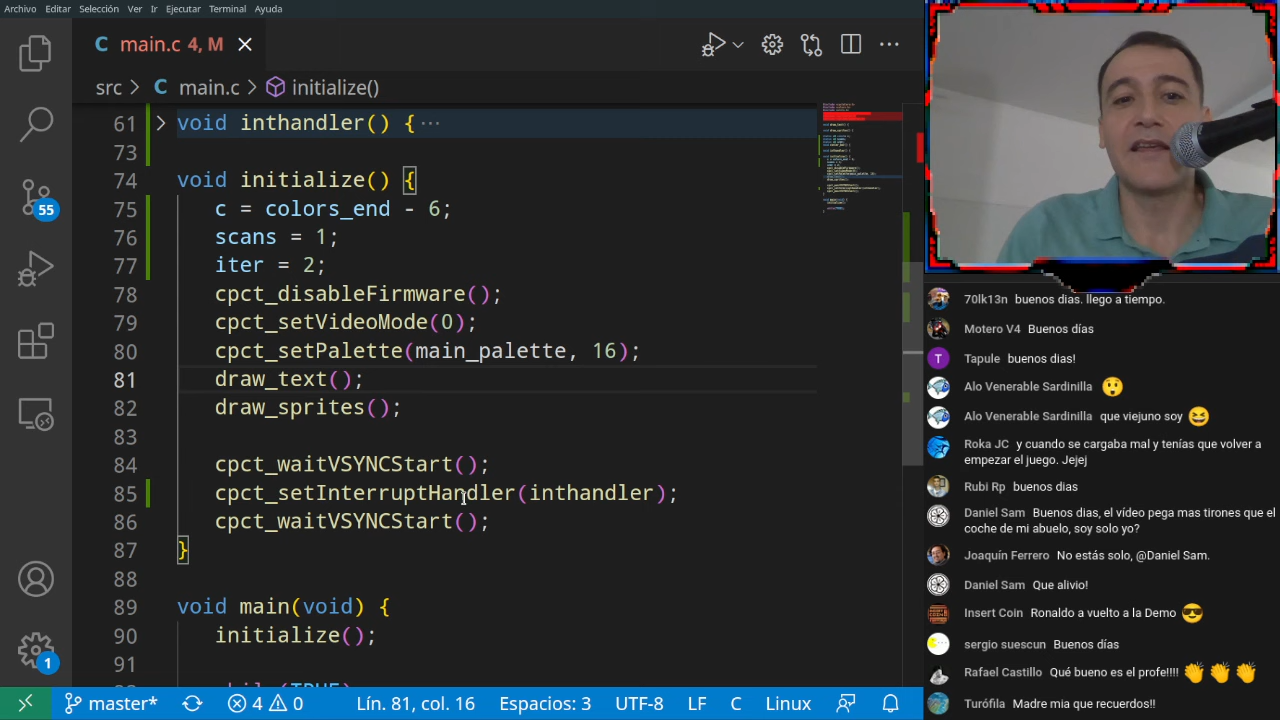 Archivo Editar Selección Ver Ir Ejecutar Terminal Ayuda
C main.c 4, M
src > C main.c > initialize()
61 void inthandler() { ···
73
74 void initialize() {
75 c = colors_end - 6;
76 scans = 1;
77 iter = 2;
78 cpct_disableFirmware();
79 cpct_setVideoMode(0);
80 cpct_setPalette(main_palette, 16);
81 draw_text();
82 draw_sprites();
83
84 cpct_waitVSYNCStart();
85 cpct_setInterruptHandler(inthandler);
86 cpct_waitVSYNCStart();
87 }
88
89 void main(void) {
90 initialize();
91
55
1
master* 4 0 Lín. 81, col. 16 Espacios: 3 UTF-8 LF C Linux
70lk13n buenos dias. llego a tiempo.
Motero V4 Buenos días
T Tapule buenos dias!
Alo Venerable Sardinilla 😲
Alo Venerable Sardinilla que viejuno soy 😆
Roka JC y cuando se cargaba mal y tenías que volver a
empezar el juego. Jejej
Rubi Rp buenos dias
Daniel Sam Buenos dias, el vídeo pega mas tirones que el
coche de mi abuelo, soy solo yo?
Joaquín Ferrero No estás solo, @Daniel Sam.
Daniel Sam Que alivio!
Insert Coin Ronaldo a vuelto a la Demo 😎
sergio suescun Buenos días
Rafael Castillo Qué bueno es el profe!!!! 👏👏👏
Turófila Madre mia que recuerdos!!